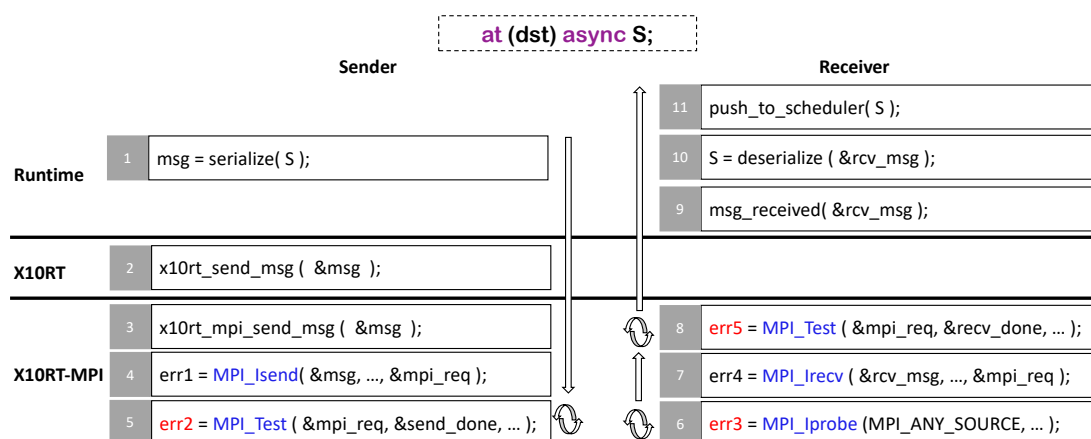 at (dst) async S;
Sender
Receiver
11 push_to_scheduler( S );
1 msg = serialize( S );
10 S = deserialize ( &rcv_msg );
Runtime
9 msg_received( &rcv_msg );
X10RT
2 x10rt_send_msg ( &msg );
3 x10rt_mpi_send_msg ( &msg );
8 err5 = MPI_Test ( &mpi_req, &recv_done, ... );
X10RT-MPI
4 err1 = MPI_Isend( &msg, ..., &mpi_req );
7 err4 = MPI_Irecv ( &rcv_msg, ..., &mpi_req );
5 err2 = MPI_Test ( &mpi_req, &send_done, ... );
6 err3 = MPI_Iprobe (MPI_ANY_SOURCE, ... );